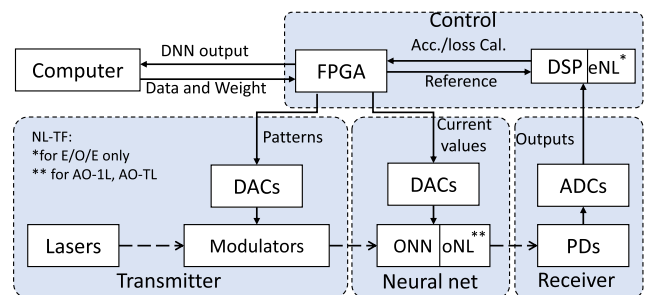 Control
DNN output
Acc./loss Cal.
Computer
FPGA
DSP
eNL*
Data and Weight
Reference
NL-TF:
*for E/O/E only
** for AO-1L, AO-TL
Patterns
Current
values
Outputs
DACs
DACs
ADCs
Lasers
Modulators
ONN
oNL**
PDs
Transmitter
Neural net
Receiver